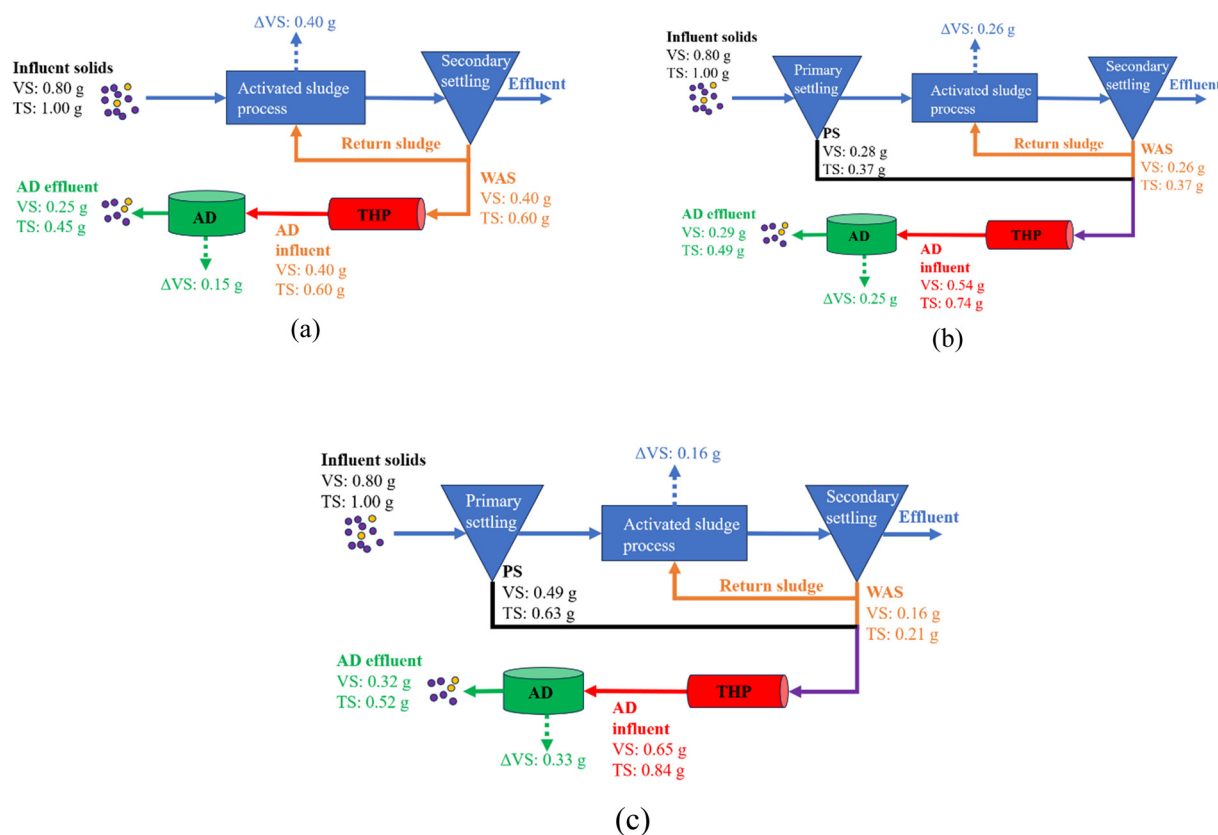 ΔVS: 0.40 g
Influent solids
VS: 0.80 g
TS: 1.00 g
Activated sludge
process
Secondary
settling
Effluent
Return sludge
WAS
VS: 0.40 g
TS: 0.60 g
AD effluent
VS: 0.25 g
TS: 0.45 g
AD
THP
AD
influent
VS: 0.40 g
TS: 0.60 g
ΔVS: 0.15 g
(a)
ΔVS: 0.26 g
Influent solids
VS: 0.80 g
TS: 1.00 g
Primary
settling
Activated sludge
process
Secondary
settling
Effluent
PS
VS: 0.28 g
TS: 0.37 g
Return sludge
WAS
VS: 0.26 g
TS: 0.37 g
AD effluent
VS: 0.29 g
TS: 0.49 g
AD
THP
AD
influent
VS: 0.54 g
TS: 0.74 g
ΔVS: 0.25 g
(b)
ΔVS: 0.16 g
Influent solids
VS: 0.80 g
TS: 1.00 g
Primary
settling
Activated sludge
process
Secondary
settling
Effluent
PS
VS: 0.49 g
TS: 0.63 g
Return sludge
WAS
VS: 0.16 g
TS: 0.21 g
AD effluent
VS: 0.32 g
TS: 0.52 g
AD
THP
AD
influent
VS: 0.65 g
TS: 0.84 g
ΔVS: 0.33 g
(c)